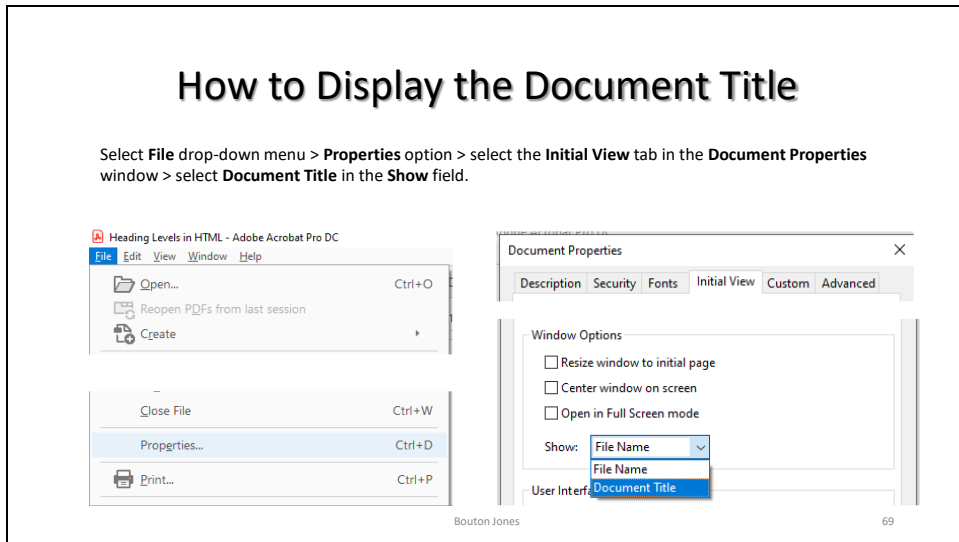 How to Display the Document Title
Select File drop-down menu > Properties option > select the Initial View tab in the Document Properties
window > select Document Title in the Show field.
Heading Levels in HTML - Adobe Acrobat Pro DC
File Edit View Window Help
Open... Ctrl+O
Reopen PDFs from last session
Create
Close File Ctrl+W
Properties... Ctrl+D
Print... Ctrl+P
Document Properties
Description Security Fonts Initial View Custom Advanced
Window Options
Resize window to initial page
Center window on screen
Open in Full Screen mode
Show: File Name
File Name
Document Title
Bouton Jones
69